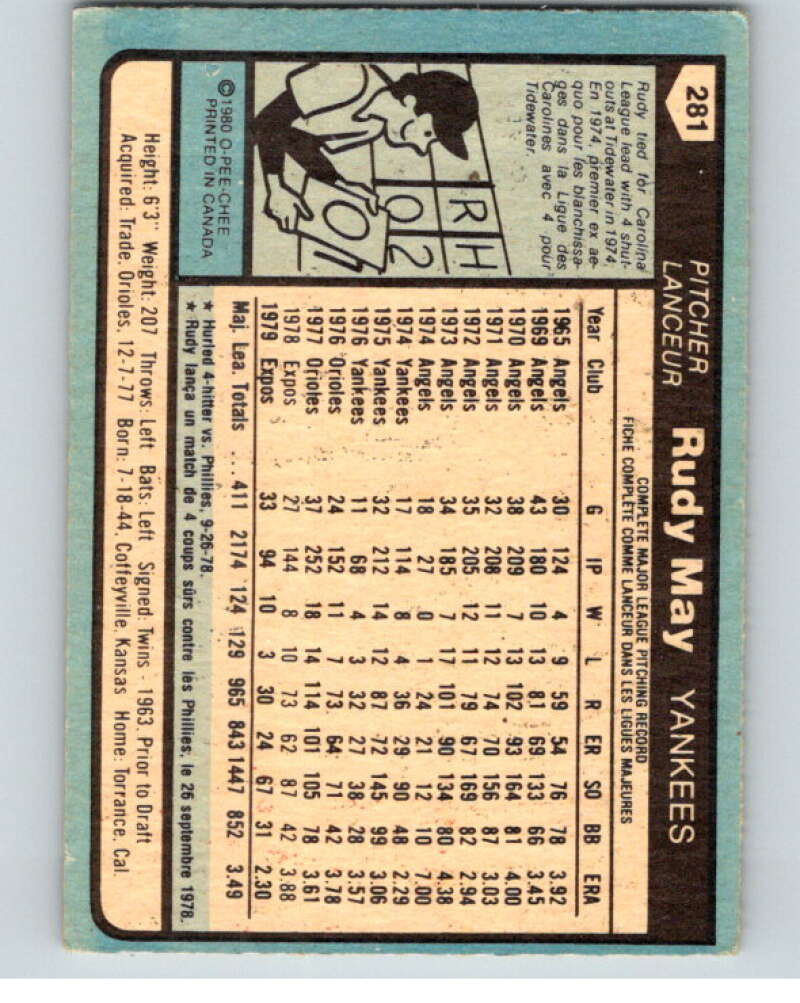 281
PITCHER
LANCEUR
Rudy May YANKEES
Rudy tied for Carolina
League lead with 4 shut-
outs at Tidewater in 1974.
En 1974, premier ex ae-
quo pour les blanchissa-
ges dans la Ligue des
Carolines avec 4 pour
Tidewater.
R H
0 2
0
©1980 O-PEE-CHEE
PRINTED IN CANADA
COMPLETE MAJOR LEAGUE PITCHING RECORD
FICHE COMPLETE COMME LANCEUR DANS LES LIGUES MAJEURES
Year Club G IP W L R ER SO BB ERA
1965 Angels 30 124 4 9 59 54 76 78 3.92
1969 Angels 43 180 10 13 81 69 133 66 3.45
1970 Angels 38 209 7 13 102 93 164 81 4.00
1971 Angels 32 208 11 12 74 70 156 87 3.03
1972 Angels 35 205 12 11 79 67 169 82 2.94
1973 Angels 34 185 7 17 101 90 134 80 4.38
1974 Angels 18 27 0 1 24 21 12 10 7.00
1974 Yankees 17 114 8 4 36 29 90 48 2.29
1975 Yankees 32 212 14 12 87 72 145 99 3.06
1976 Yankees 11 68 4 3 32 27 38 28 3.57
1976 Orioles 24 152 11 7 73 64 71 42 3.78
1977 Orioles 37 252 18 14 114 101 105 78 3.61
1978 Expos 27 144 8 10 73 62 87 42 3.88
1979 Expos 33 94 10 3 30 24 67 31 2.30
Maj. Lea. Totals ... 411 2174 124 129 965 843 1447 852 3.49
★ Hurled 4-hitter vs. Phillies, 9-26-78.
★ Rudy lança un match de 4 coups sûrs contre les Phillies, le 26 septembre 1978.
Height: 6'3" Weight: 207 Throws: Left Bats: Left Signed: Twins - 1963, Prior to Draft
Acquired: Trade, Orioles, 12-7-77 Born: 7-18-44, Coffeyville, Kansas Home: Torrance, Cal.